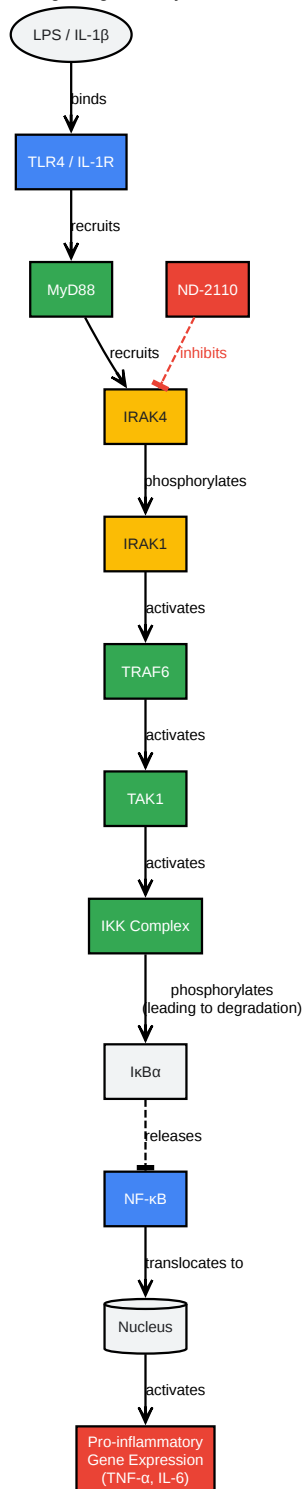 LPS / IL-1β
binds
TLR4 / IL-1R
recruits
MyD88
ND-2110
recruits
inhibits
IRAK4
phosphorylates
IRAK1
activates
TRAF6
activates
TAK1
activates
IKK Complex
phosphorylates
(leading to degradation)
IκBα
releases
NF-κB
translocates to
Nucleus
activates
Pro-inflammatory
Gene Expression
(TNF-α, IL-6)